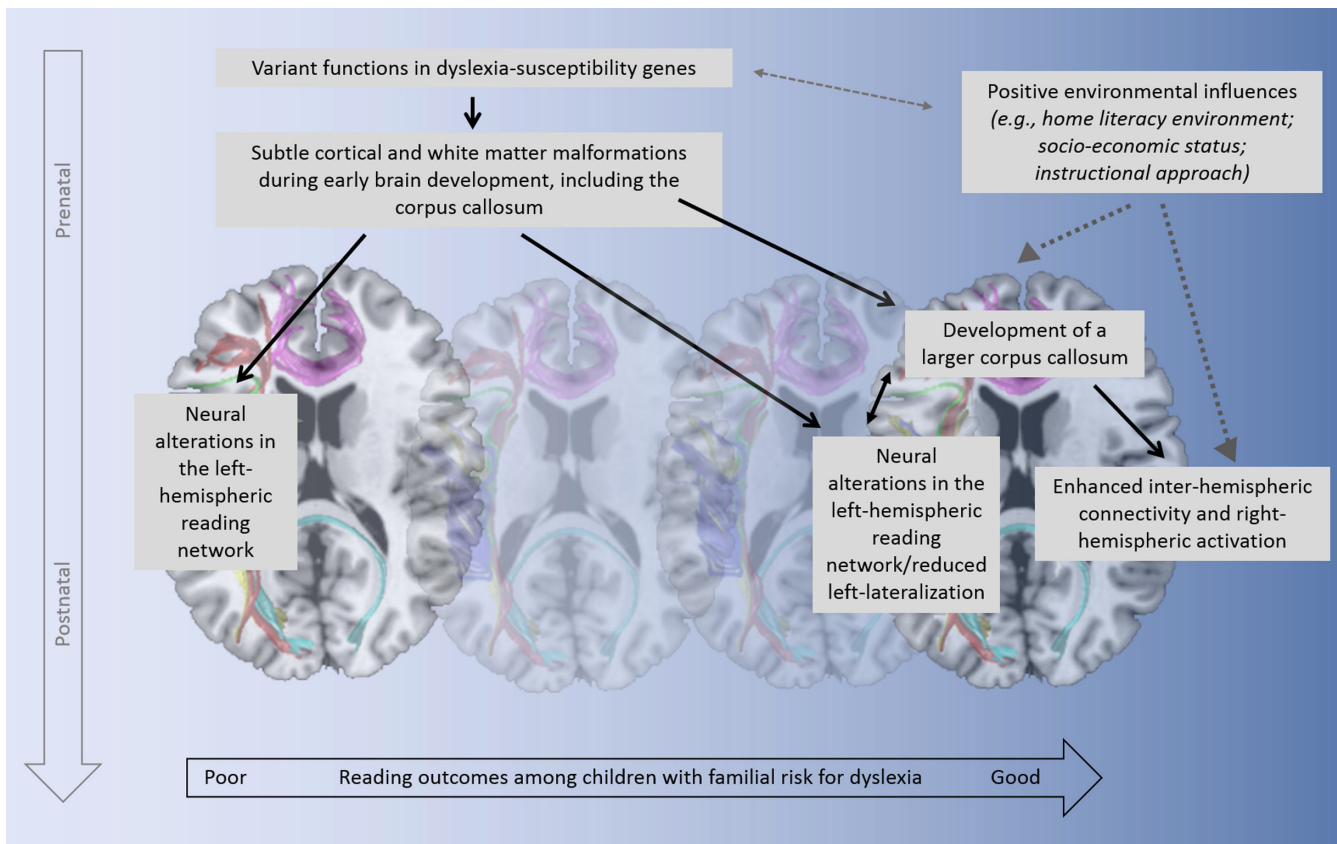 Variant functions in dyslexia-susceptibility genes
Positive environmental influences
(e.g., home literacy environment;
socio-economic status;
instructional approach)
Subtle cortical and white matter malformations
during early brain development, including the
corpus callosum
Prenatal
Development of a
larger corpus callosum
Neural
alterations in
the left-
hemispheric
reading
network
Neural
alterations in the
left-hemispheric
reading
network/reduced
left-lateralization
Enhanced inter-hemispheric
connectivity and right-
hemispheric activation
Postnatal
Poor Reading outcomes among children with familial risk for dyslexia Good